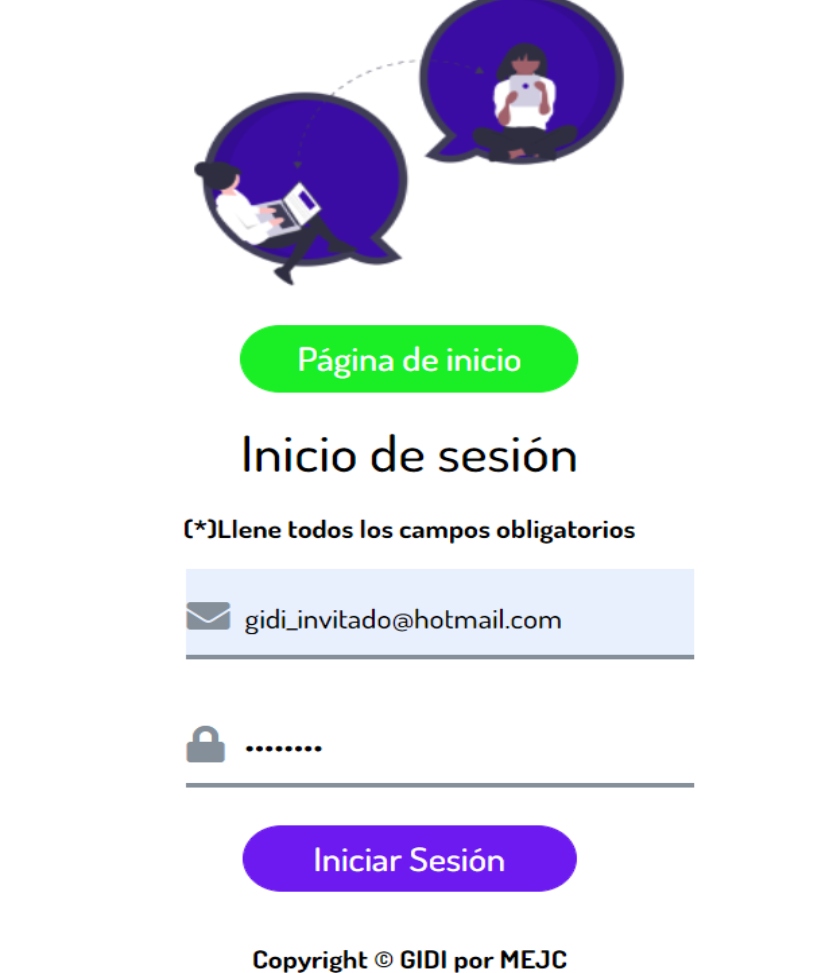 Página de inicio
Inicio de sesión
(*)Llene todos los campos obligatorios
gidi_invitado@hotmail.com
••••••••
Iniciar Sesión
Copyright © GIDI por MEJC